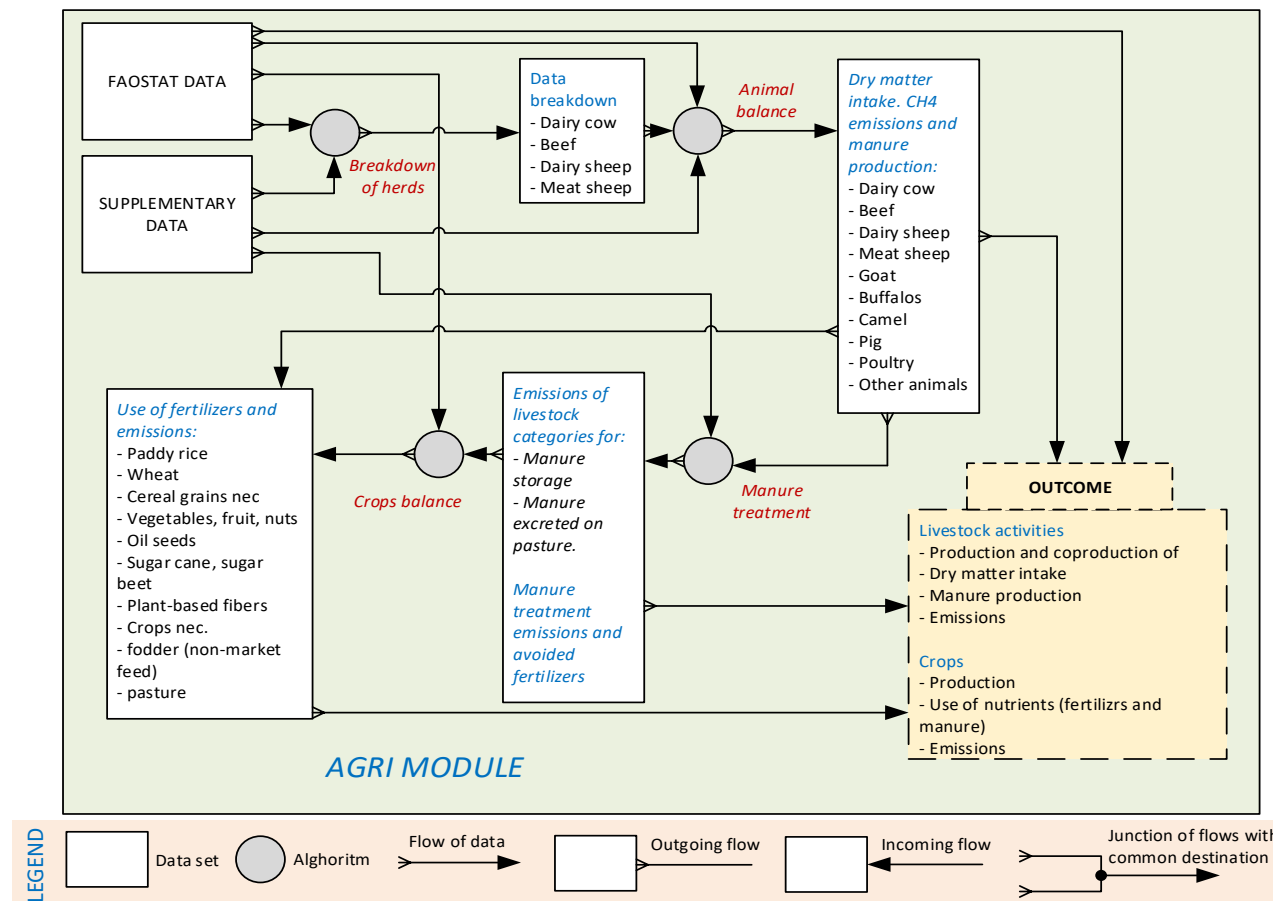 FAOSTAT DATA
SUPPLEMENTARY
DATA
Breakdown
of herds
Data
breakdown
- Dairy cow
- Beef
- Dairy sheep
- Meat sheep
Animal
balance
Dry matter
intake. CH4
emissions and
manure
production:
- Dairy cow
- Beef
- Dairy sheep
- Meat sheep
- Goat
- Buffalos
- Camel
- Pig
- Poultry
- Other animals
Use of fertilizers and
emissions:
- Paddy rice
- Wheat
- Cereal grains nec
- Vegetables, fruit, nuts
- Oil seeds
- Sugar cane, sugar
beet
- Plant-based fibers
- Crops nec.
- fodder (non-market
feed)
- pasture
Crops balance
Emissions of
livestock
categories for:
- Manure
storage
- Manure
excreted on
pasture.
Manure
treatment
emissions and
avoided
fertilizers
Manure
treatment
OUTCOME
Livestock activities
- Production and coproduction of
- Dry matter intake
- Manure production
- Emissions
Crops
- Production
- Use of nutrients (fertilizrs and
manure)
- Emissions
AGRI MODULE
LEGEND
Data set
Alghoritm
Flow of data
Outgoing flow
Incoming flow
Junction of flows with
common destination